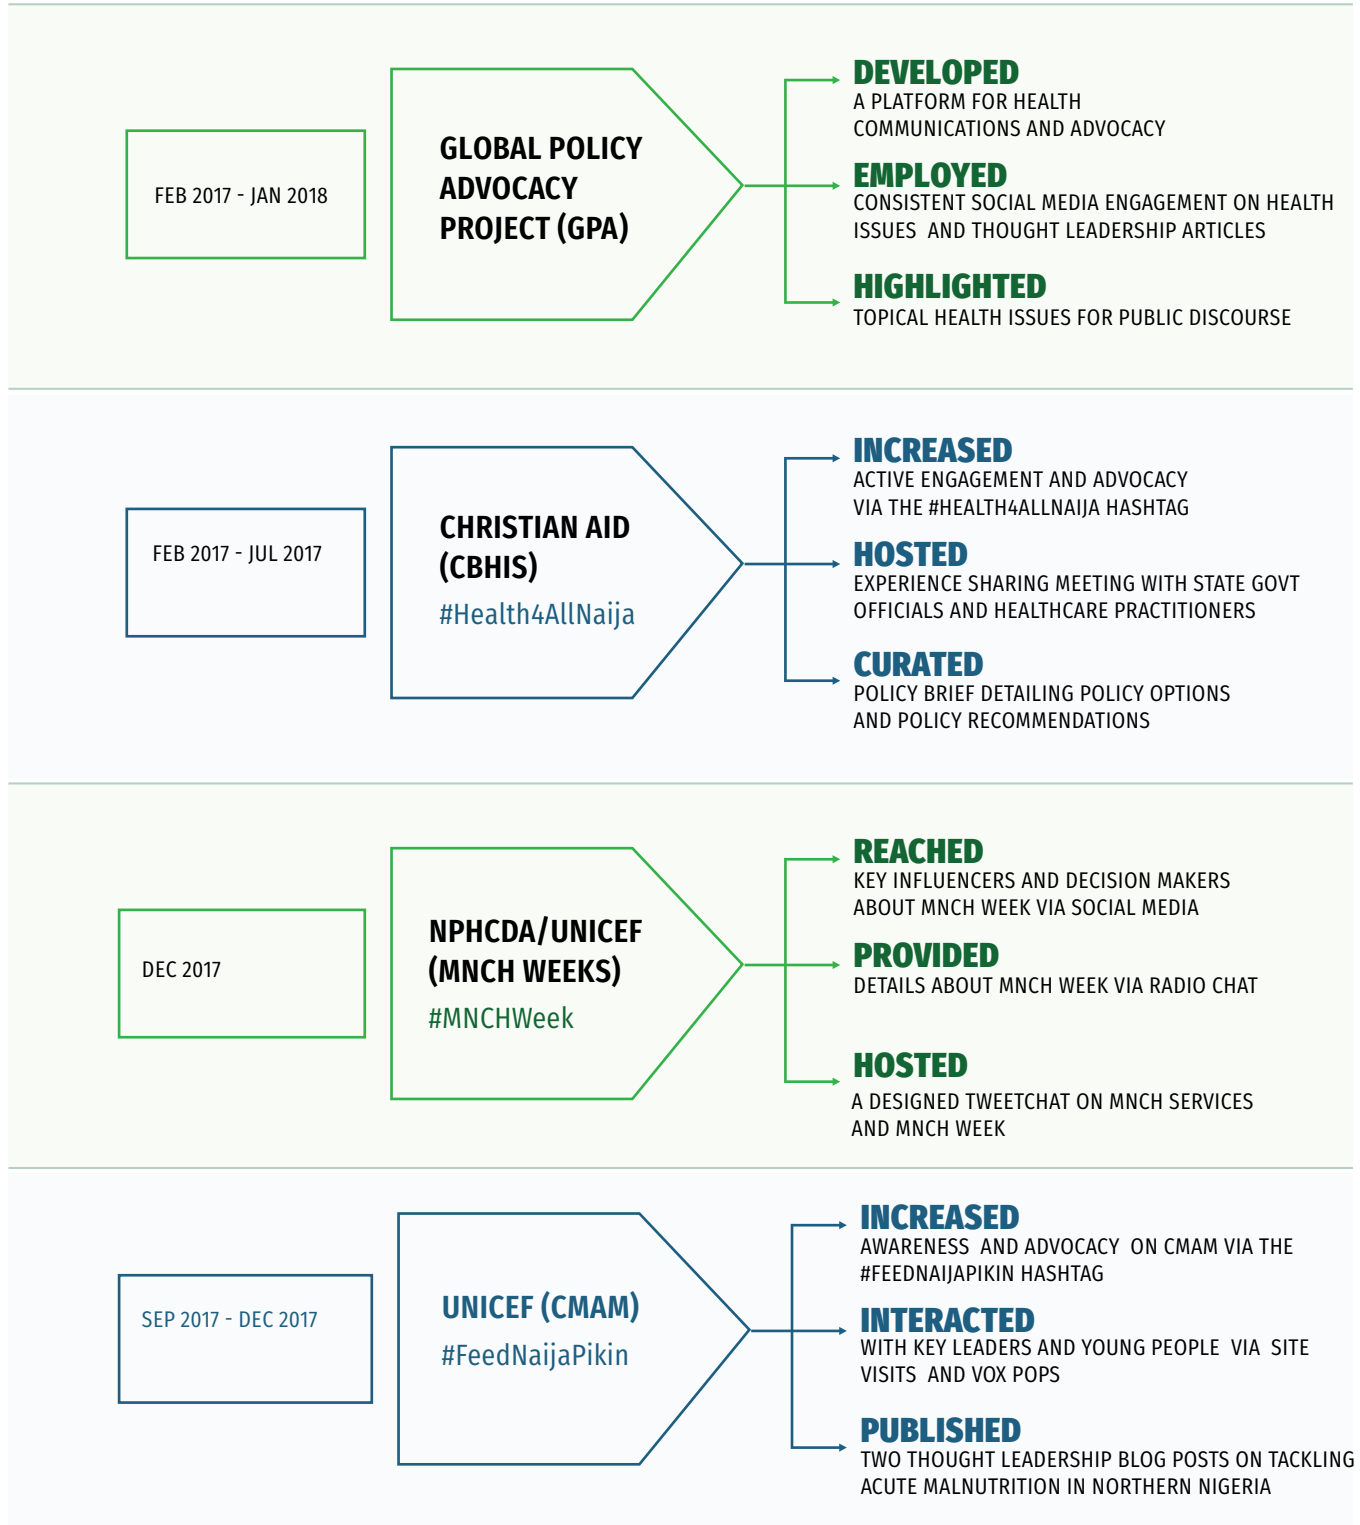 FEB 2017 - JAN 2018
GLOBAL POLICY
ADVOCACY
PROJECT (GPA)
DEVELOPED
A PLATFORM FOR HEALTH
COMMUNICATIONS AND ADVOCACY
EMPLOYED
CONSISTENT SOCIAL MEDIA ENGAGEMENT ON HEALTH
ISSUES AND THOUGHT LEADERSHIP ARTICLES
HIGHLIGHTED
TOPICAL HEALTH ISSUES FOR PUBLIC DISCOURSE
FEB 2017 - JUL 2017
CHRISTIAN AID
(CBHIS)
#Health4AllNaija
INCREASED
ACTIVE ENGAGEMENT AND ADVOCACY
VIA THE #HEALTH4ALLNAIJA HASHTAG
HOSTED
EXPERIENCE SHARING MEETING WITH STATE GOVT
OFFICIALS AND HEALTHCARE PRACTITIONERS
CURATED
POLICY BRIEF DETAILING POLICY OPTIONS
AND POLICY RECOMMENDATIONS
DEC 2017
NPHCDA/UNICEF
(MNCH WEEKS)
#MNCHWeek
REACHED
KEY INFLUENCERS AND DECISION MAKERS
ABOUT MNCH WEEK VIA SOCIAL MEDIA
PROVIDED
DETAILS ABOUT MNCH WEEK VIA RADIO CHAT
HOSTED
A DESIGNED TWEETCHAT ON MNCH SERVICES
AND MNCH WEEK
SEP 2017 - DEC 2017
UNICEF (CMAM)
#FeedNaijaPikin
INCREASED
AWARENESS AND ADVOCACY ON CMAM VIA THE
#FEEDNAIJAPIKIN HASHTAG
INTERACTED
WITH KEY LEADERS AND YOUNG PEOPLE VIA SITE
VISITS AND VOX POPS
PUBLISHED
TWO THOUGHT LEADERSHIP BLOG POSTS ON TACKLING
ACUTE MALNUTRITION IN NORTHERN NIGERIA